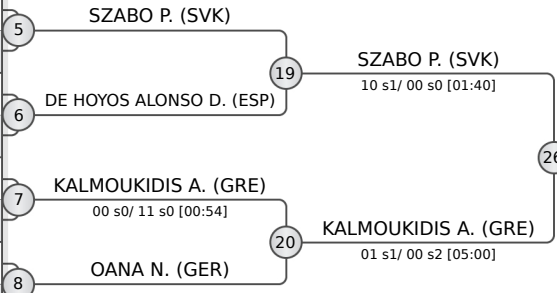 SZABO P. (SVK)
5
SZABO P. (SVK)
19
10 s1/ 00 s0 [01:40]
DE HOYOS ALONSO D. (ESP)
6
26
KALMOUKIDIS A. (GRE)
7
00 s0/ 11 s0 [00:54]
KALMOUKIDIS A. (GRE)
20
01 s1/ 00 s2 [05:00]
OANA N. (GER)
8